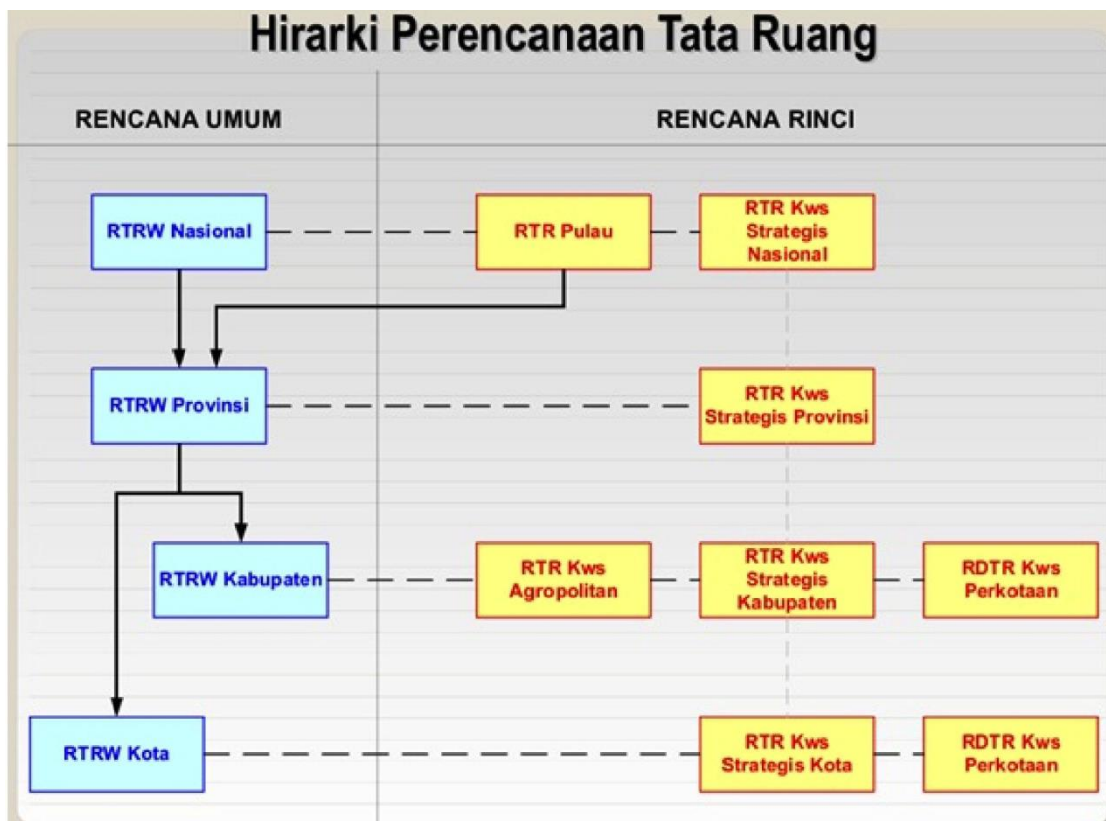 Hirarki Perencanaan Tata Ruang
RENCANA UMUM
RENCANA RINCI
RTRW Nasional
RTR Pulau
RTR Kws
Strategis
Nasional
RTRW Provinsi
RTR Kws
Strategis Provinsi
RTRW Kabupaten
RTR Kws
Agropolitan
RTR Kws
Strategis
Kabupaten
RDTR Kws
Perkotaan
RTRW Kota
RTR Kws
Strategis Kota
RDTR Kws
Perkotaan